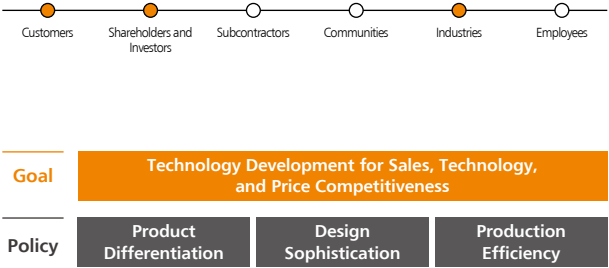 Customers
Shareholders and
Investors
Subcontractors
Communities
Industries
Employees
Goal
Technology Development for Sales, Technology,
and Price Competitiveness
Policy
Product
Differentiation
Design
Sophistication
Production
Efficiency